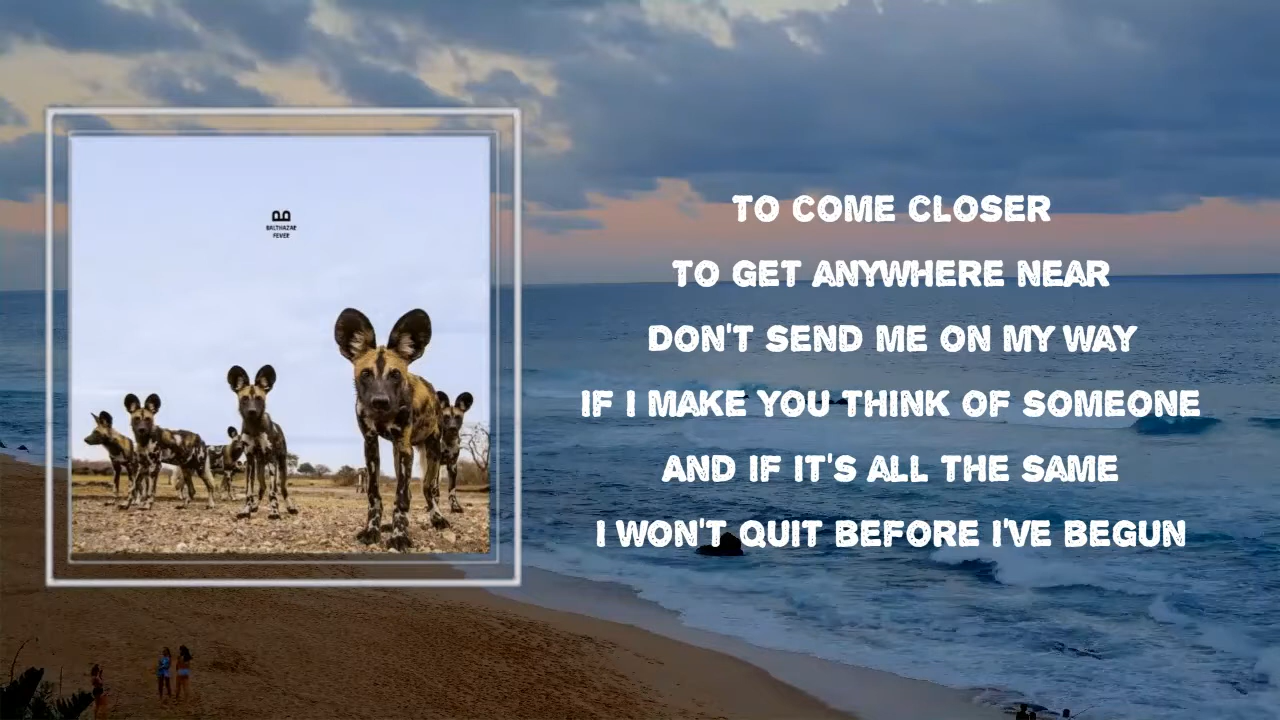 BALTHAZAR
FEVER
TO COME CLOSER
TO GET ANYWHERE NEAR
DON'T SEND ME ON MY WAY
IF I MAKE YOU THINK OF SOMEONE
AND IF IT'S ALL THE SAME
I WON'T QUIT BEFORE I'VE BEGUN